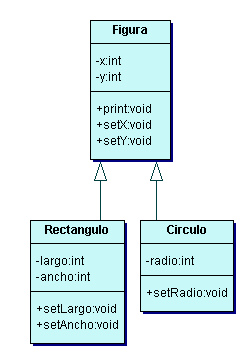 Figura
-x:int
-y:int
+print:void
+setX:void
+setY:void
Rectangulo
-largo:int
-ancho:int
+setLargo:void
+setAncho:void
Circulo
-radio:int
+setRadio:void